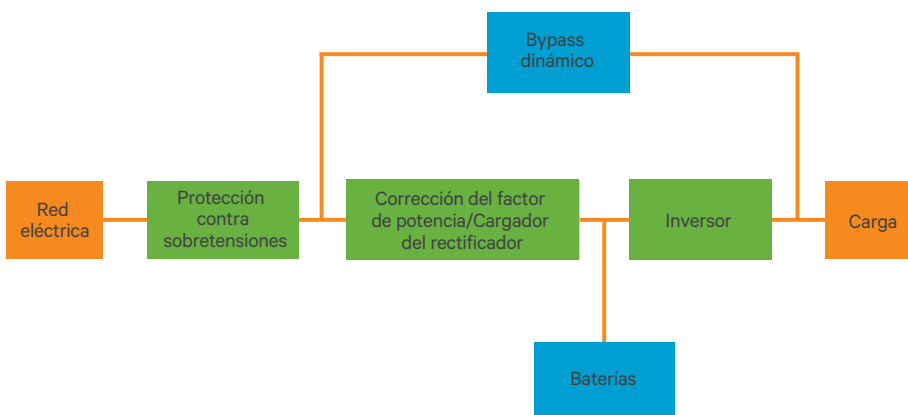 Bypass
dinámico
Red
eléctrica
Protección
contra
sobretensiones
Corrección del factor
de potencia/Cargador
del rectificador
Inversor
Carga
Baterías